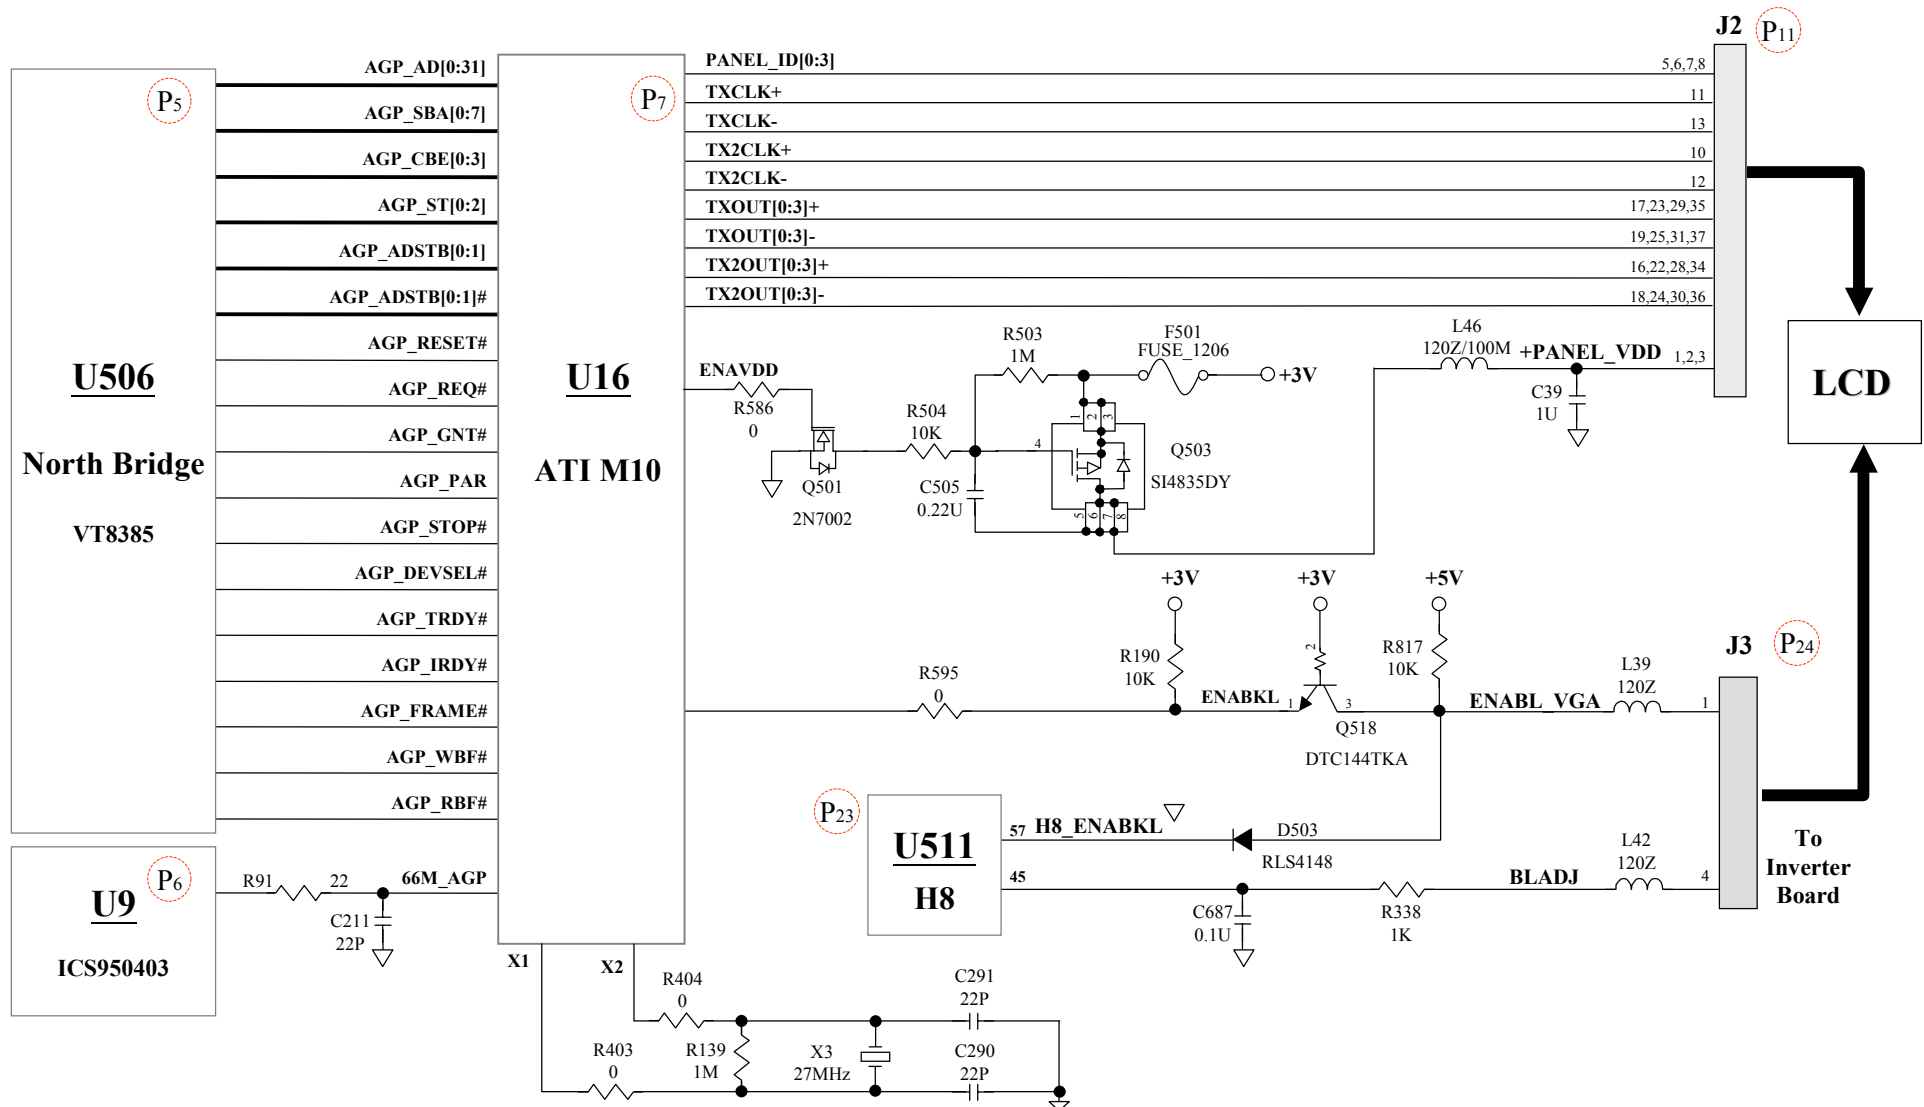 J2
P11
P5
P7
AGP_AD[0:31]
AGP_SBA[0:7]
AGP_CBE[0:3]
AGP_ST[0:2]
AGP_ADSTB[0:1]
AGP_ADSTB[0:1]#
AGP_RESET#
AGP_REQ#
AGP_GNT#
AGP_PAR
AGP_STOP#
AGP_DEVSEL#
AGP_TRDY#
AGP_IRDY#
AGP_FRAME#
AGP_WBF#
AGP_RBF#
U506
North Bridge
VT8385
U16
ATI M10
PANEL_ID[0:3]
5,6,7,8
TXCLK+
11
TXCLK-
13
TX2CLK+
10
TX2CLK-
12
TXOUT[0:3]+
17,23,29,35
TXOUT[0:3]-
19,25,31,37
TX2OUT[0:3]+
16,22,28,34
TX2OUT[0:3]-
18,24,30,36
ENAVDD
R586
0
Q501
2N7002
R504
10K
C505
0.22U
R503
1M
F501
FUSE_1206
+3V
1
2
3
4
5
6
7
8
Q503
SI4835DY
L46
120Z/100M
+PANEL_VDD
1,2,3
C39
1U
LCD
R595
0
+3V
R190
10K
ENABKL
+3V
2
1
3
Q518
DTC144TKA
+5V
R817
10K
ENABL_VGA
L39
120Z
1
J3
P24
P23
U511
H8
57
H8_ENABKL
D503
RLS4148
45
C687
0.1U
R338
1K
BLADJ
L42
120Z
4
To
Inverter
Board
P6
U9
ICS950403
R91
22
66M_AGP
C211
22P
X1
X2
R404
0
R403
0
R139
1M
X3
27MHz
C291
22P
C290
22P